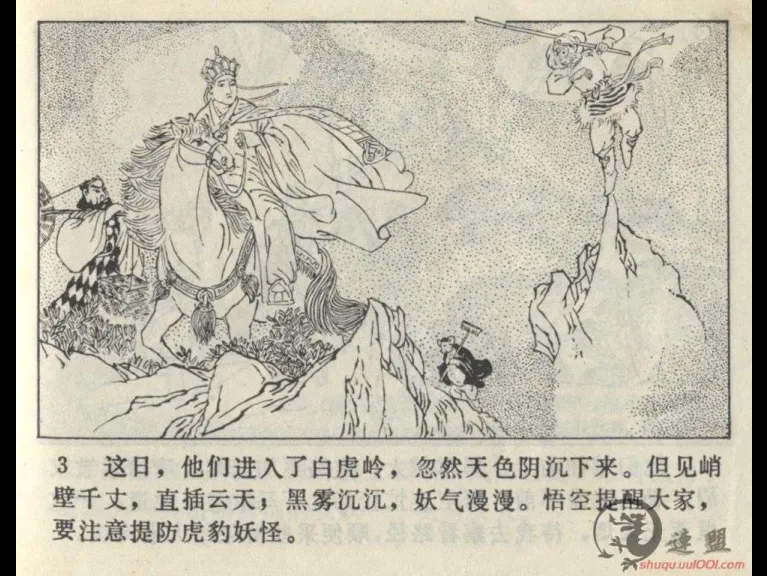 3 这日，他们进入了白虎岭，忽然天色阴沉下来。但见峭
壁千丈，直插云天；黑雾沉沉，妖气漫漫。悟空提醒大家，
要注意提防虎豹妖怪。
連盟
shuqu.uu1001.com